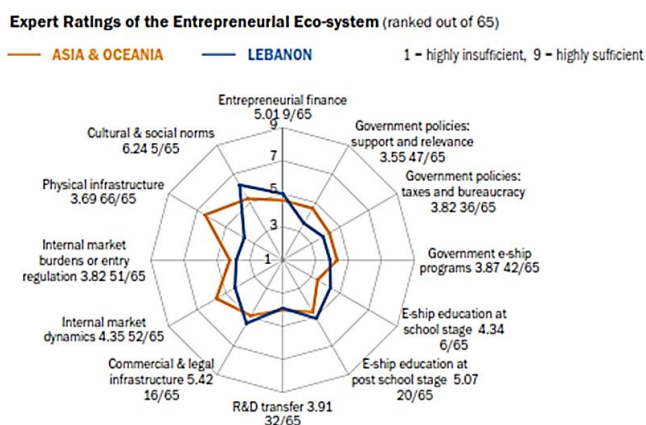 Expert Ratings of the Entrepreneurial Eco-system (ranked out of 65)
ASIA & OCEANIA LEBANON 1 = highly insufficient, 9 = highly sufficient
Entrepreneurial finance
5.01 9/65
Government policies:
support and relevance
3.55 47/65
Government policies:
taxes and bureaucracy
3.82 36/65
Government e-ship
programs 3.87 42/65
E-ship education at
school stage 4.34
6/65
E-ship education at
post school stage 5.07
20/65
R&D transfer 3.91
32/65
Commercial & legal
infrastructure 5.42
16/65
Internal market
dynamics 4.35 52/65
Internal market
burdens or entry
regulation 3.82 51/65
Physical infrastructure
3.69 66/65
Cultural & social norms
6.24 5/65
9
7
5
3
1